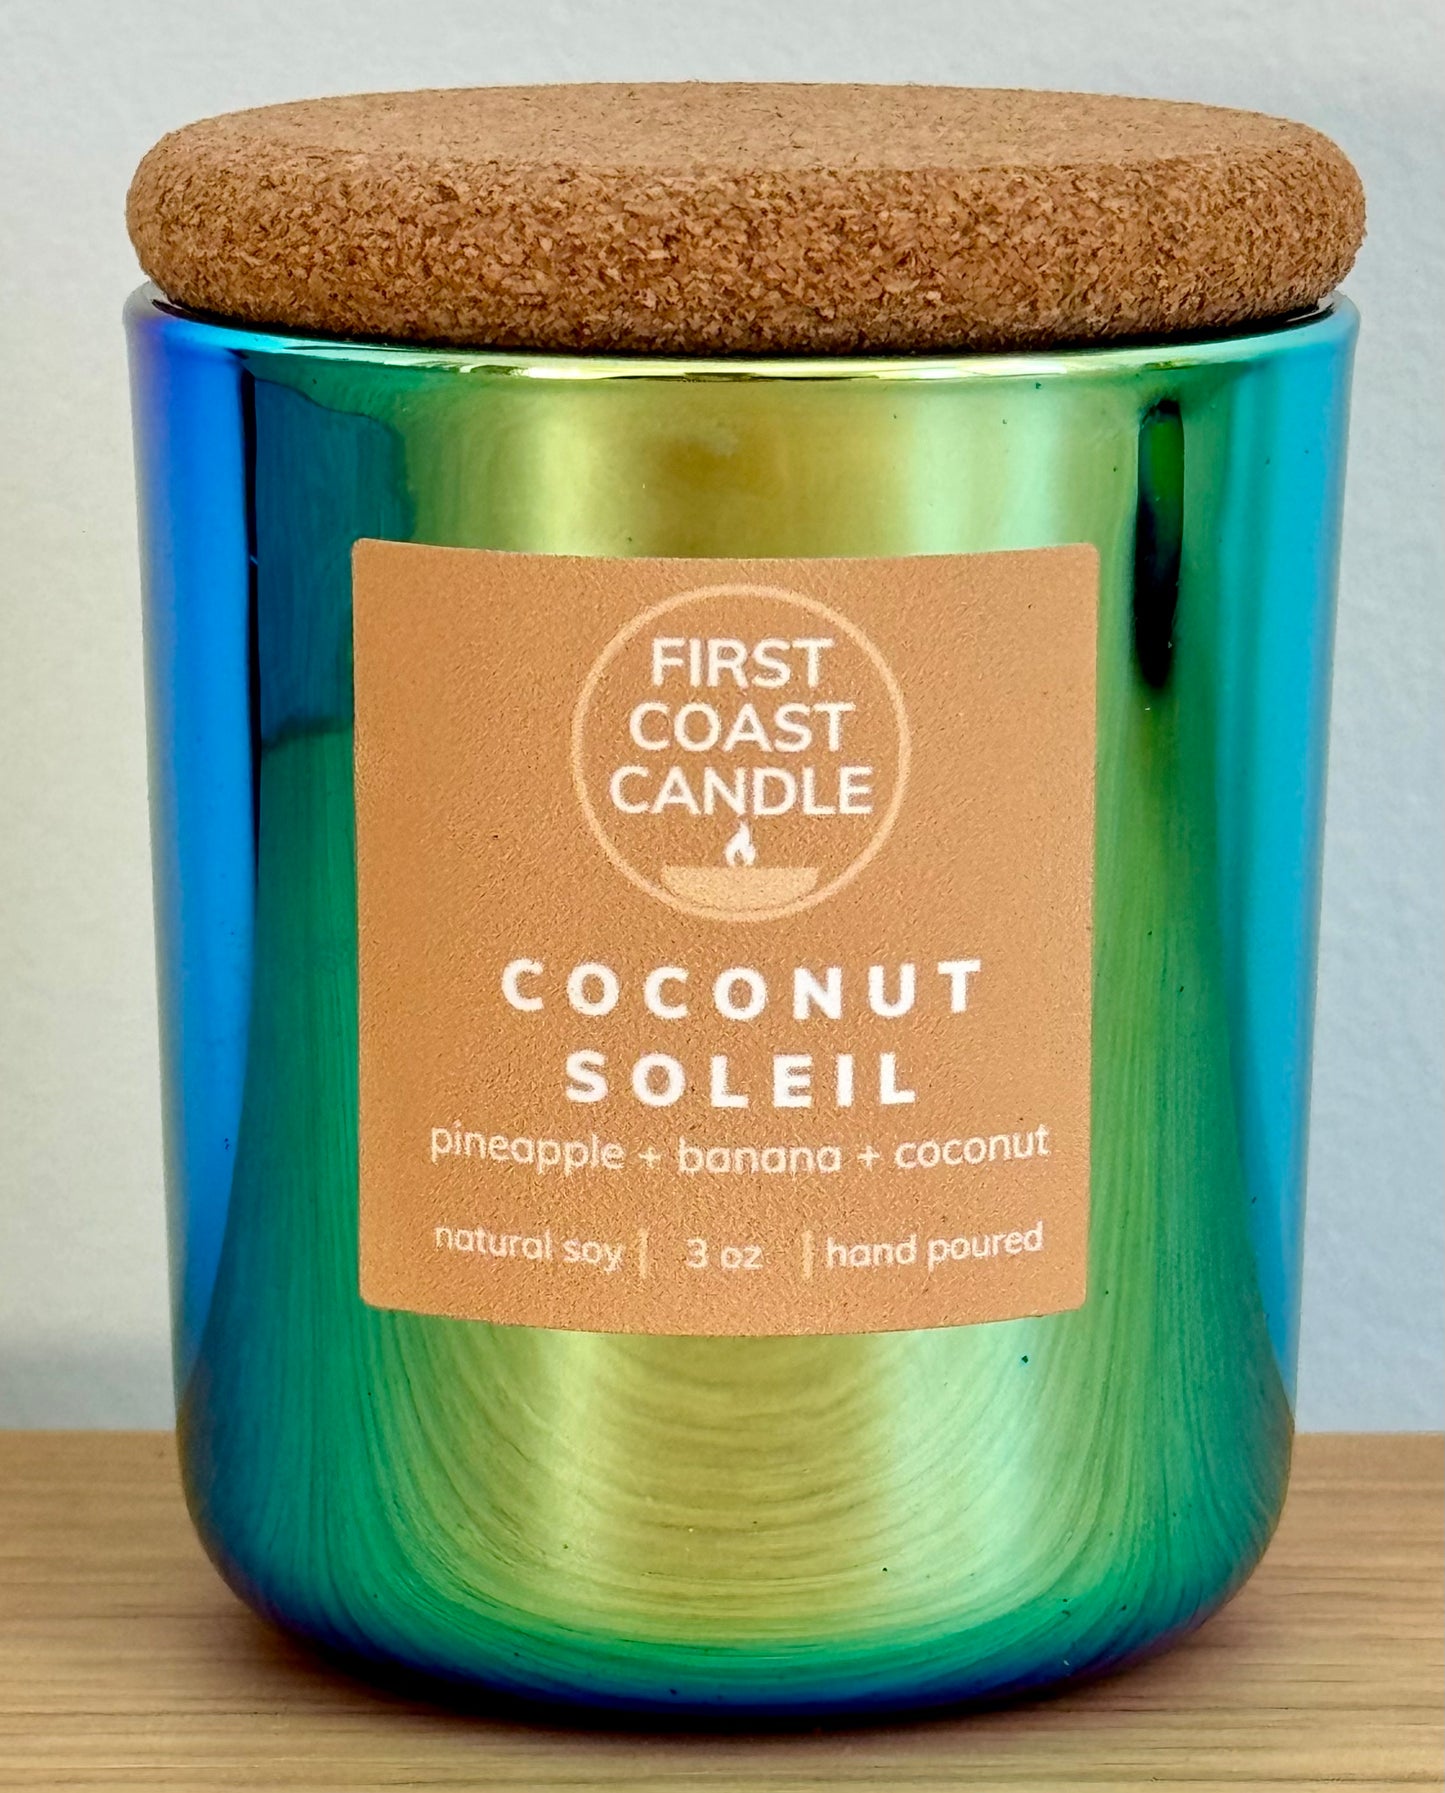 FIRST
COAST
CANDLE
COCONUT
SOLEIL
pineapple + banana + coconut
natural soy | 3 oz | hand poured